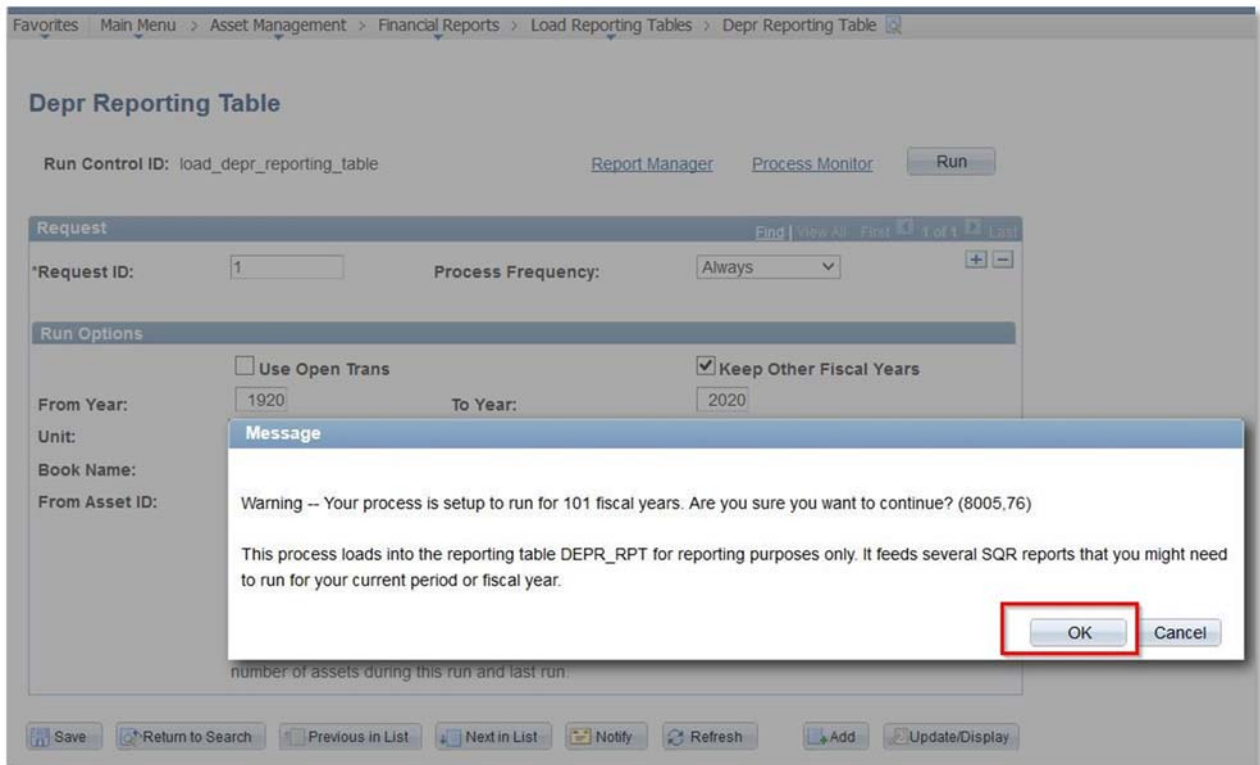 Favorites Main Menu > Asset Management > Financial Reports > Load Reporting Tables > Depr Reporting Table
Depr Reporting Table
Run Control ID: load_depr_reporting_table Report Manager Process Monitor Run
Request Find | View All First 1 of 1 Last
*Request ID: 1 Process Frequency: Always + -
Run Options
Use Open Trans Keep Other Fiscal Years
From Year: 1920 To Year: 2020
Unit:
Book Name:
From Asset ID:
Message
Warning -- Your process is setup to run for 101 fiscal years. Are you sure you want to continue? (8005,76)
This process loads into the reporting table DEPR_RPT for reporting purposes only. It feeds several SQR reports that you might need
to run for your current period or fiscal year.
OK Cancel
number of assets during this run and last run.
Save Return to Search Previous in List Next in List Notify Refresh Add Update/Display